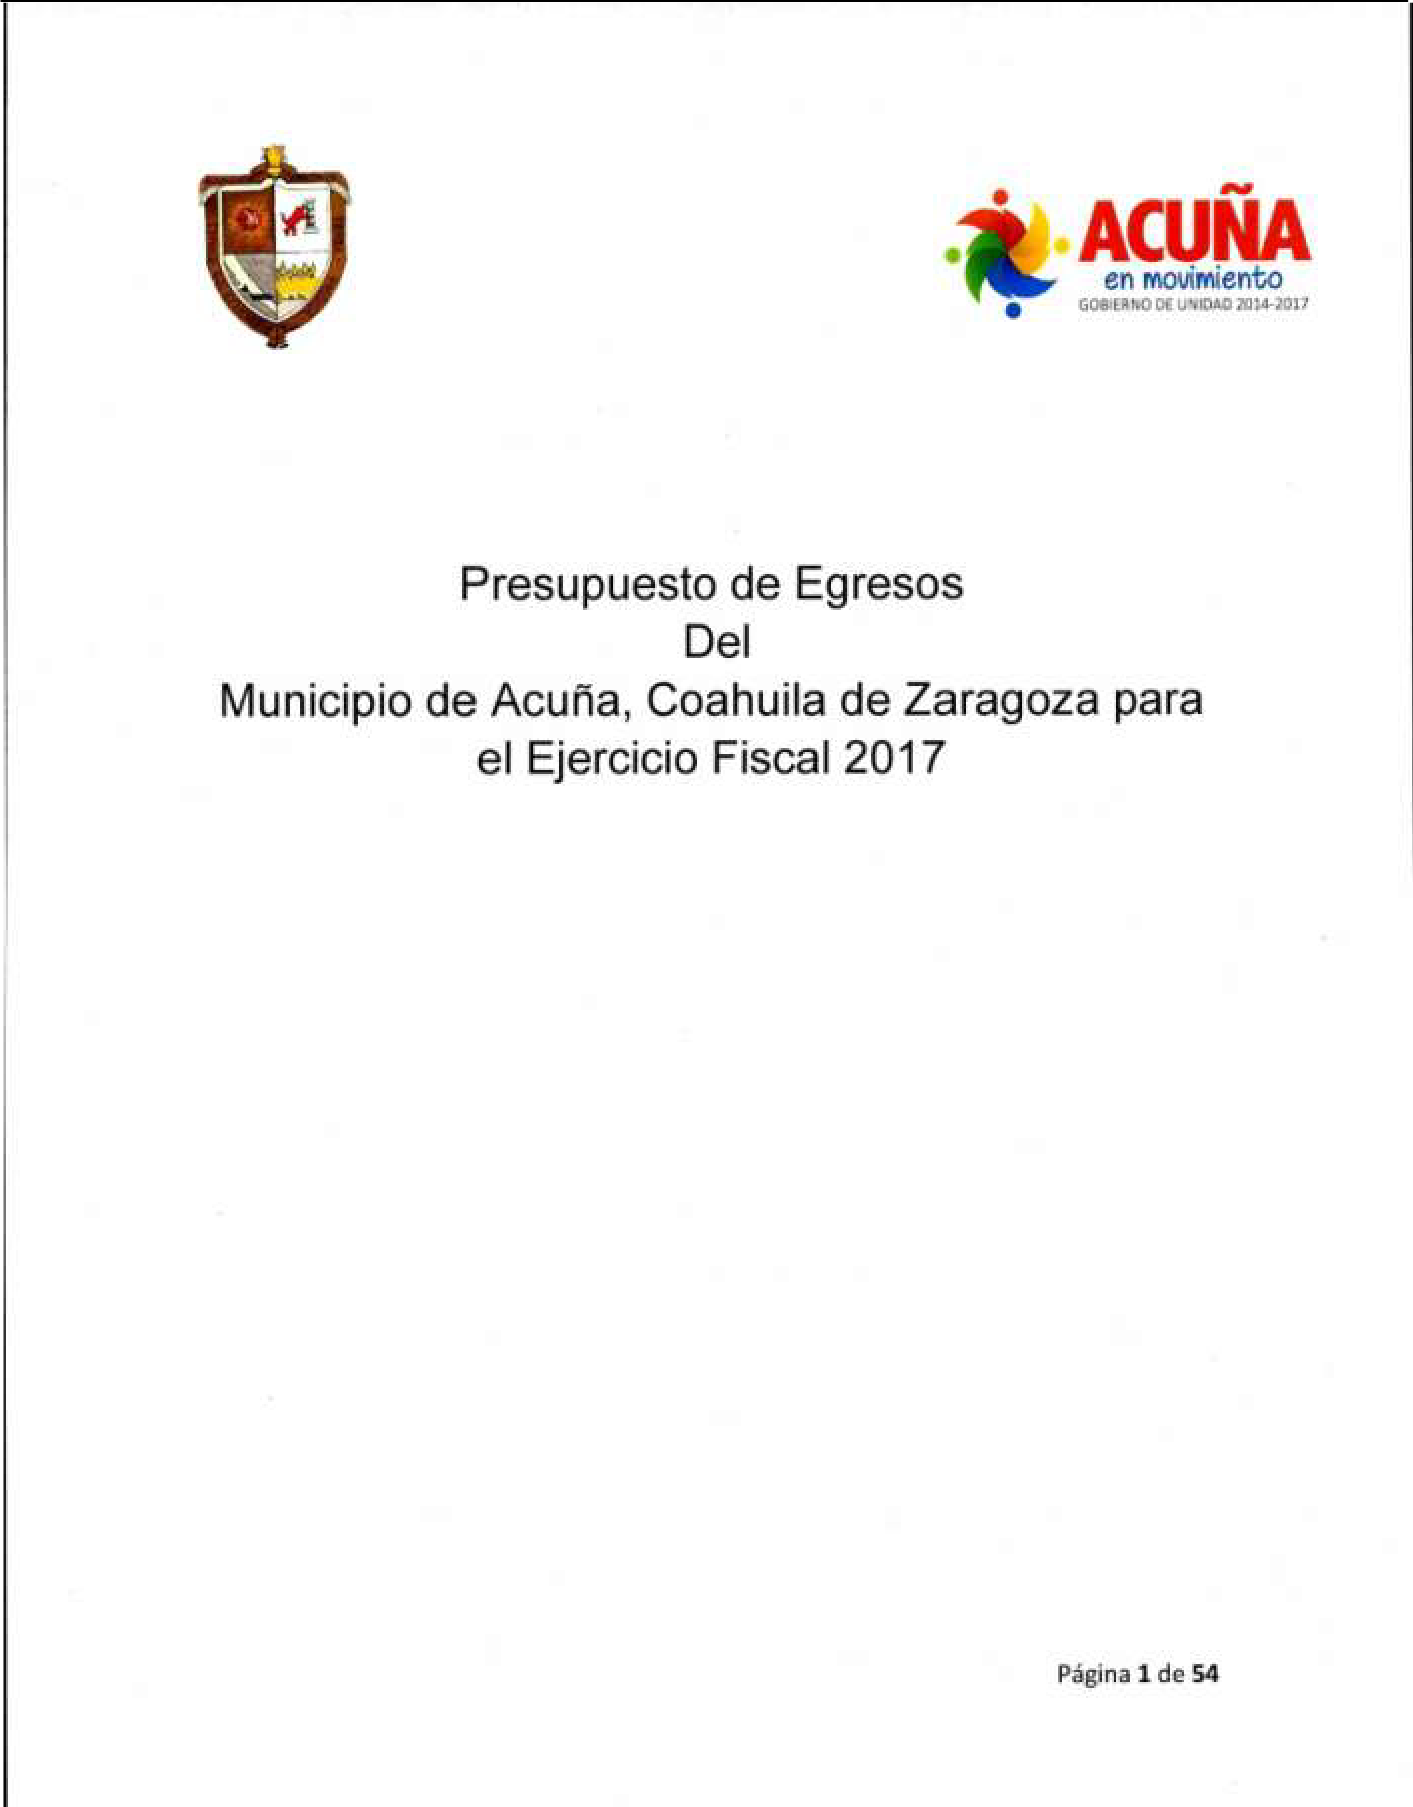 ACUÑA
en movimiento
GOBIERNO DE UNIDAD 2014-2017
Presupuesto de Egresos
Del
Municipio de Acuña, Coahuila de Zaragoza para
el Ejercicio Fiscal 2017
Página 1 de 54